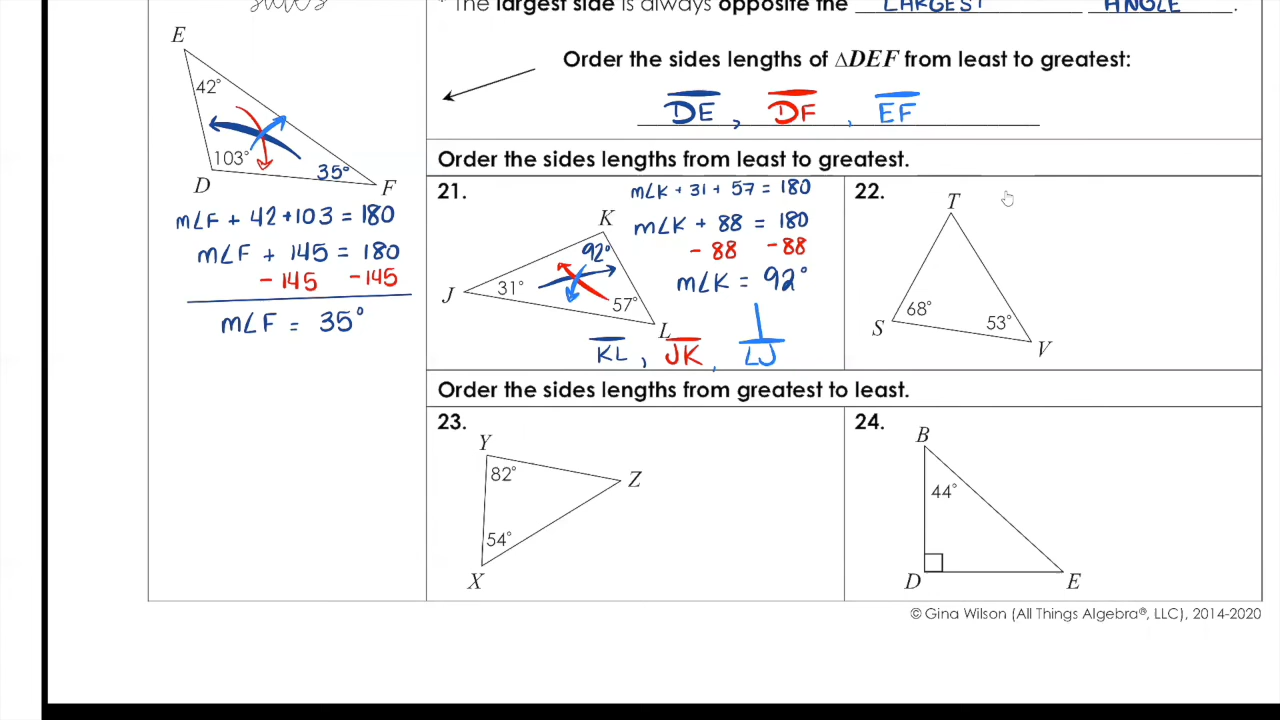 sides
* The largest side is always opposite the LARGEST ANGLE.
E
42°
103°
35°
D
F
m∠F + 42 + 103 = 180
m∠F + 145 = 180
- 145 - 145
m∠F = 35°
Order the sides lengths of △DEF from least to greatest:
DE, DF, EF
Order the sides lengths from least to greatest.
21.
m∠K + 31 + 57 = 180
m∠K + 88 = 180
- 88 - 88
m∠K = 92°
K
92°
J
31°
57°
L
KL, JK, LJ
22.
T
S
68°
53°
V
Order the sides lengths from greatest to least.
23.
Y
82°
Z
54°
X
24.
B
44°
D
E
© Gina Wilson (All Things Algebra®, LLC), 2014-2020